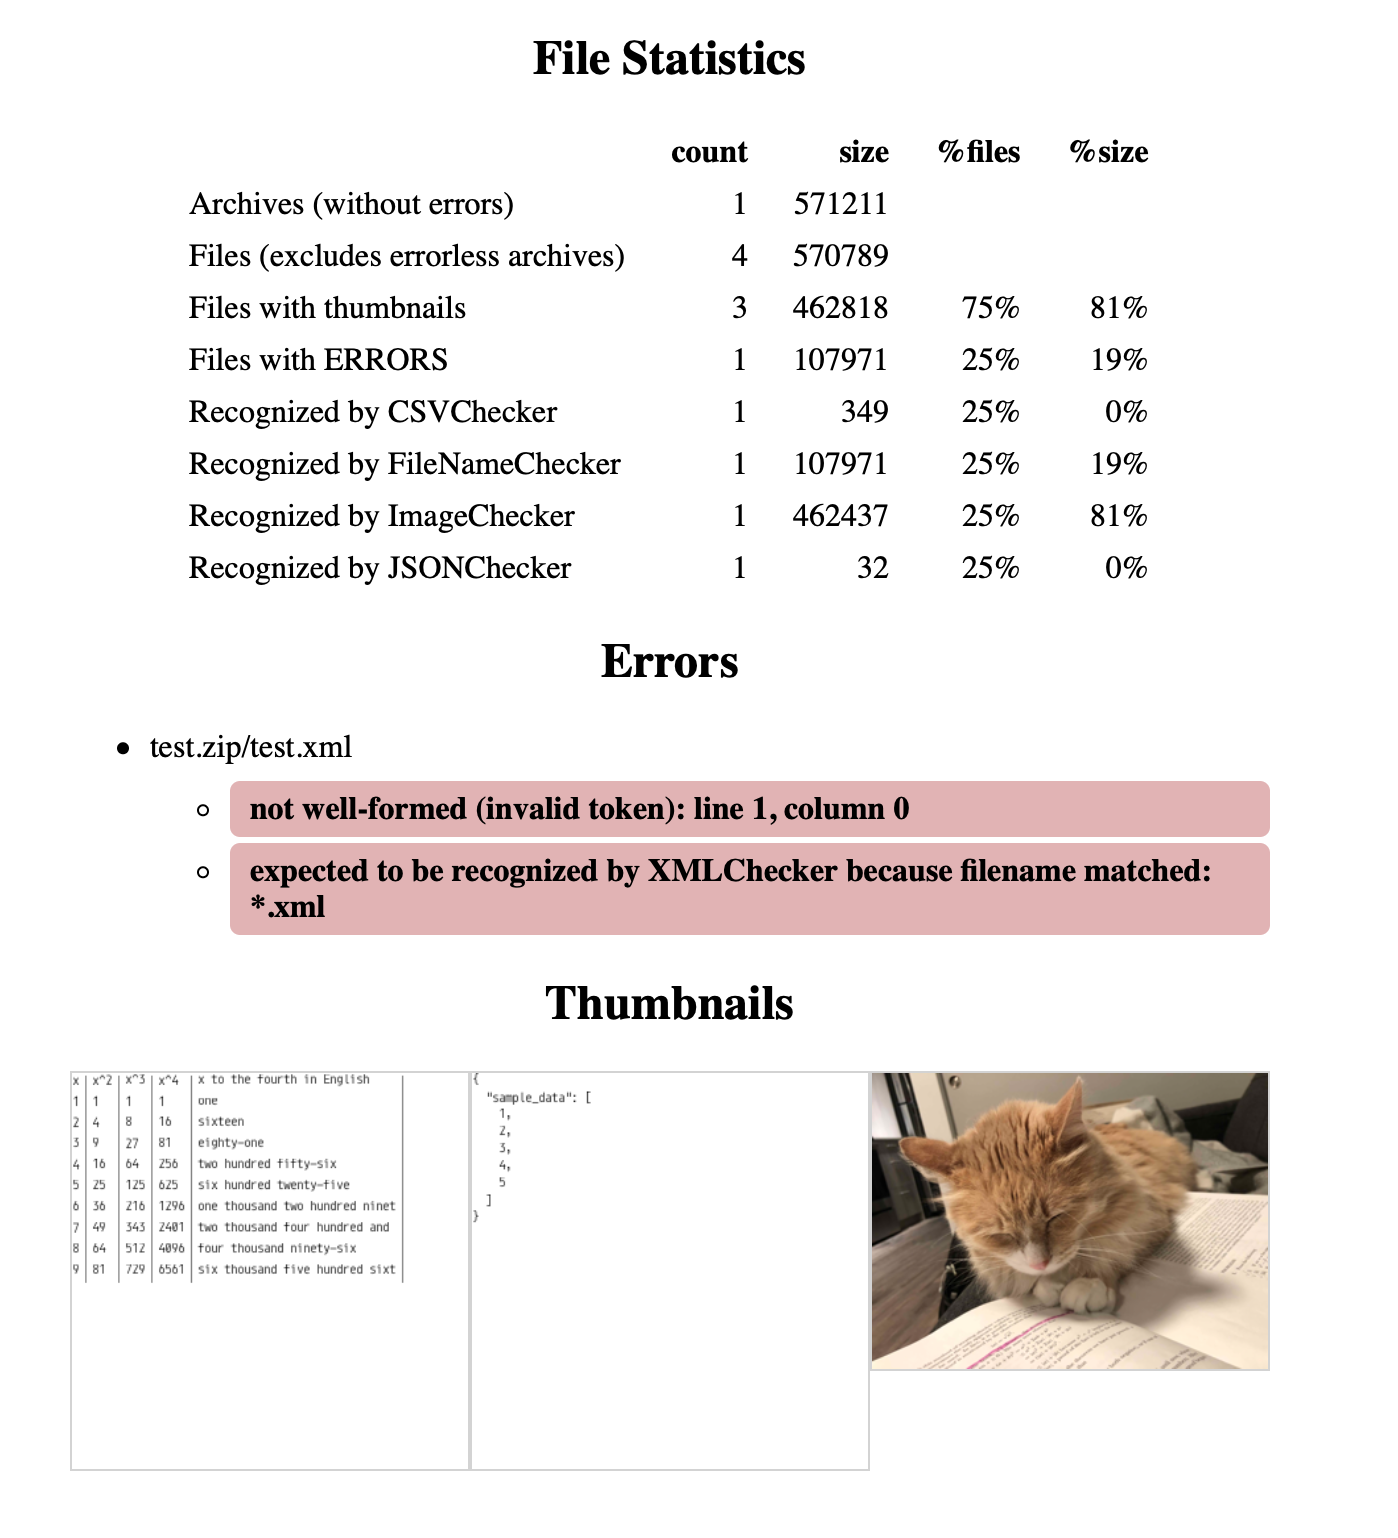 File Statistics
count size %files %size
Archives (without errors) 1 571211
Files (excludes errorless archives) 4 570789
Files with thumbnails 3 462818 75% 81%
Files with ERRORS 1 107971 25% 19%
Recognized by CSVChecker 1 349 25% 0%
Recognized by FileNameChecker 1 107971 25% 19%
Recognized by ImageChecker 1 462437 25% 81%
Recognized by JSONChecker 1 32 25% 0%
Errors
• test.zip/test.xml
◦ not well-formed (invalid token): line 1, column 0
◦ expected to be recognized by XMLChecker because filename matched:
*.xml
Thumbnails
x | x^2 | x^3 | x^4 | x to the fourth in English |
1 | 1 | 1 | 1 | one
2 | 4 | 8 | 16 | sixteen
3 | 9 | 27 | 81 | eighty-one
4 | 16 | 64 | 256 | two hundred fifty-six
5 | 25 | 125 | 625 | six hundred twenty-five
6 | 36 | 216 | 1296 | one thousand two hundred ninet
7 | 49 | 343 | 2401 | two thousand four hundred and
8 | 64 | 512 | 4096 | four thousand ninety-six
9 | 81 | 729 | 6561 | six thousand five hundred sixt
{
"sample_data": [
1,
2,
3,
4,
5
]
}